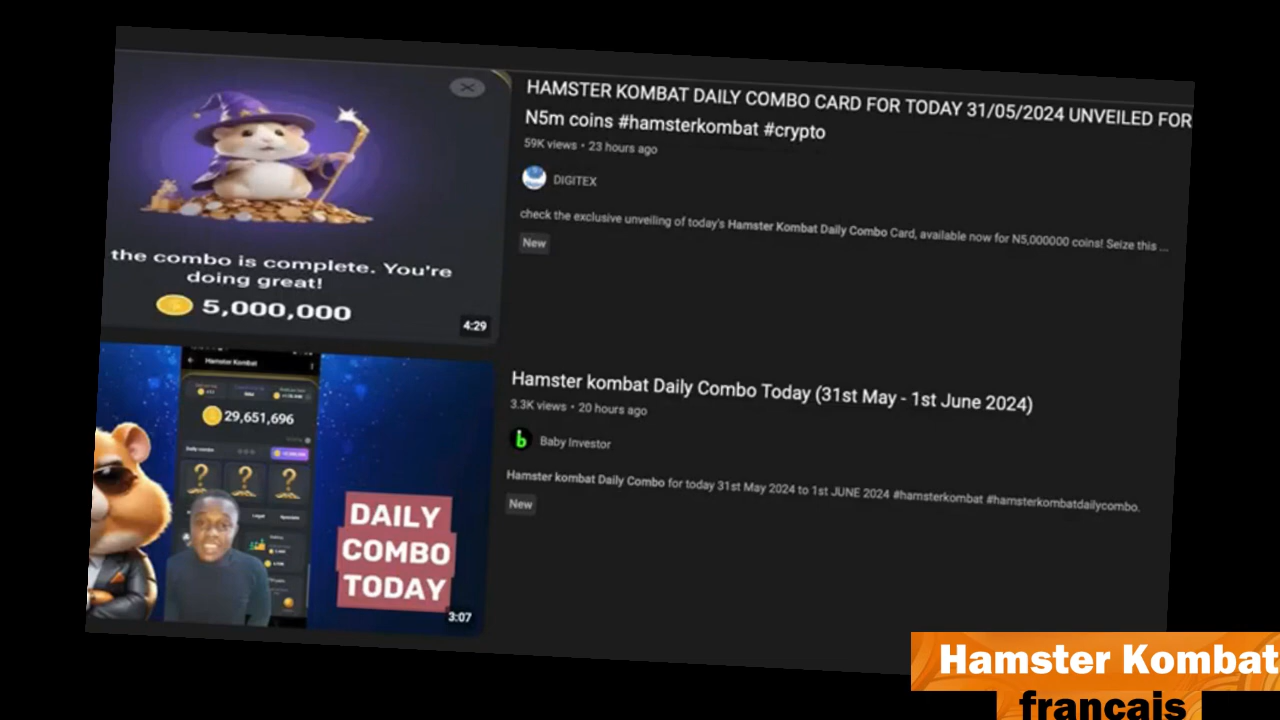 HAMSTER KOMBAT DAILY COMBO CARD FOR TODAY 31/05/2024 UNVEILED FOR
N5m coins #hamsterkombat #crypto
59K views • 23 hours ago
DIGITEX
check the exclusive unveiling of today's Hamster Kombat Daily Combo Card, available now for N5,000000 coins! Seize this ...
New
the combo is complete. You're
doing great!
5,000,000
4:29
Hamster kombat Daily Combo Today (31st May - 1st June 2024)
3.3K views • 20 hours ago
b
Baby Investor
Hamster kombat Daily Combo for today 31st May 2024 to 1st JUNE 2024 #hamsterkombat #hamsterkombatdailycombo.
New
Hamster Kombat
29,651,696
Daily combo
? ? ?
DAILY
COMBO
TODAY
3:07
Hamster Kombat
francais